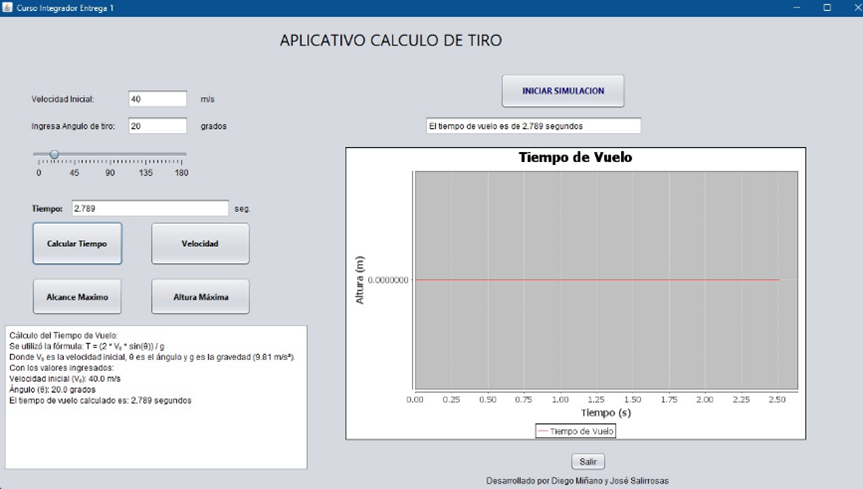 Curso Integrador Entrega 1
APLICATIVO CALCULO DE TIRO
Velocidad Inicial: 40 m/s
Ingresa Angulo de tiro: 20 grados
0 45 90 135 180
Tiempo: 2.789 seg.
Calcular Tiempo Velocidad
Alcance Maximo Altura Máxima
Cálculo del Tiempo de Vuelo:
Se utilizó la fórmula: T = (2 * V₀ * sin(θ)) / g
Donde V₀ es la velocidad inicial, θ es el ángulo y g es la gravedad (9.81 m/s²).
Con los valores ingresados:
Velocidad inicial (V₀): 40.0 m/s
Ángulo (θ): 20.0 grados
El tiempo de vuelo calculado es: 2.789 segundos
INICIAR SIMULACION
El tiempo de vuelo es de 2.789 segundos
Tiempo de Vuelo
Altura (m)
0.0000000
0.00 0.25 0.50 0.75 1.00 1.25 1.50 1.75 2.00 2.25 2.50
Tiempo (s)
Tiempo de Vuelo
Salir
Desarrollado por Diego Miñano y José Salirrosas